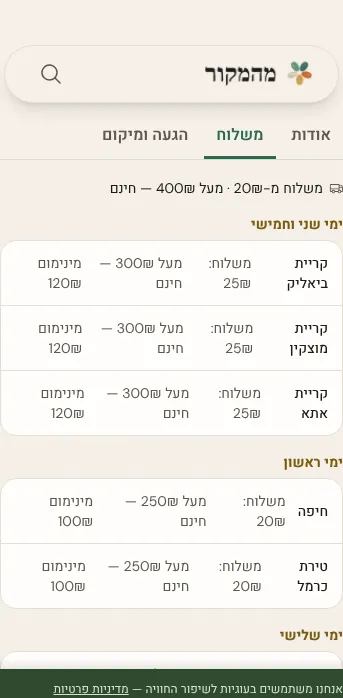 מהמקור
אודות משלוח הגעה ומיקום
משלוח מ-20₪ · מעל 400₪ — חינם
ימי שני וחמישי
קריית ביאליק משלוח: 25₪ מעל 300₪ — חינם מינימום 120₪
קריית מוצקין משלוח: 25₪ מעל 300₪ — חינם מינימום 120₪
קריית אתא משלוח: 25₪ מעל 300₪ — חינם מינימום 120₪
ימי ראשון
חיפה משלוח: 20₪ מעל 250₪ — חינם מינימום 100₪
טירת כרמל משלוח: 20₪ מעל 250₪ — חינם מינימום 100₪
ימי שלישי
אנחנו משתמשים בעוגיות לשיפור החוויה — מדיניות פרטיות